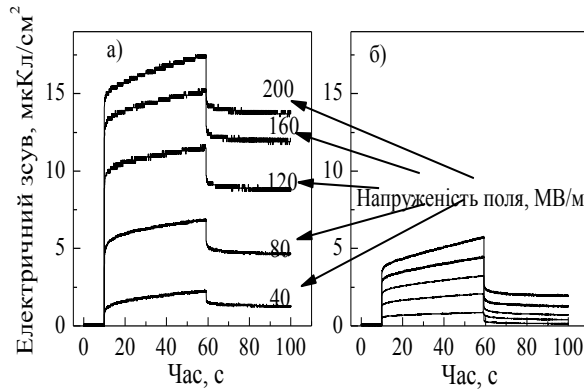 Електричний зсув, мкКл/см²
15
10
5
0
а)
200
160
120
80
40
0 20 40 60 80 100
Час, с
б)
Напруженість поля, МВ/м
15
10
5
0
0 20 40 60 80 100
Час, с